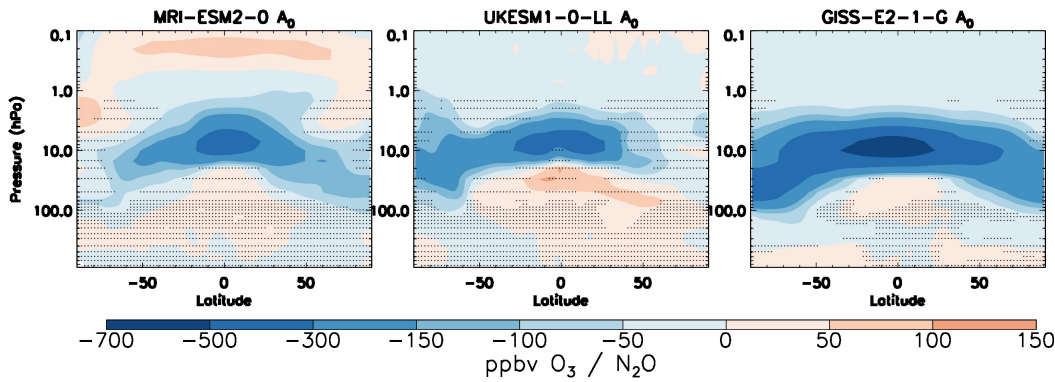 MRI-ESM2-0 A₀ UKESM1-0-LL A₀ GISS-E2-1-G A₀
0.1 0.1 0.1
1.0 1.0 1.0
10.0 10.0 10.0
100.0 100.0 100.0
Pressure (hPa)
-50 0 50 -50 0 50 -50 0 50
Latitude Latitude Latitude
-700 -500 -300 -150 -100 -50 0 50 100 150
ppbv O₃ / N₂O